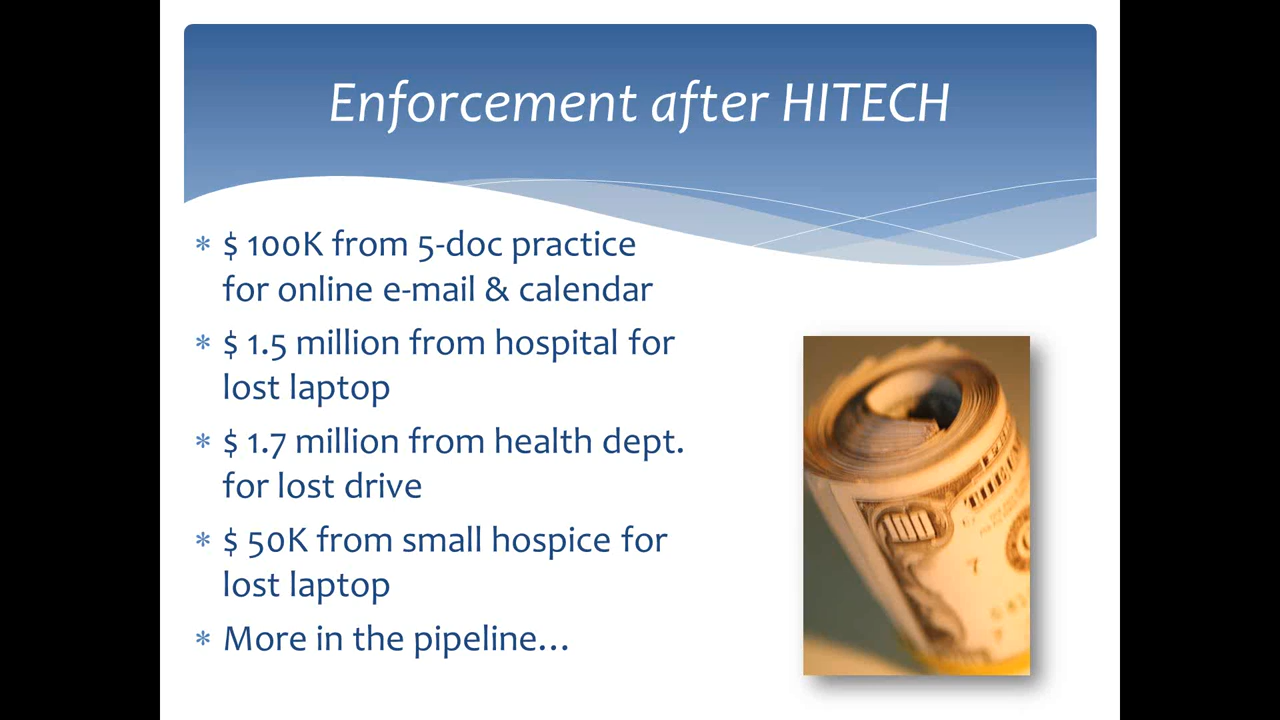 Enforcement after HITECH
* $ 100K from 5-doc practice
for online e-mail & calendar
* $ 1.5 million from hospital for
lost laptop
* $ 1.7 million from health dept.
for lost drive
* $ 50K from small hospice for
lost laptop
* More in the pipeline…
100